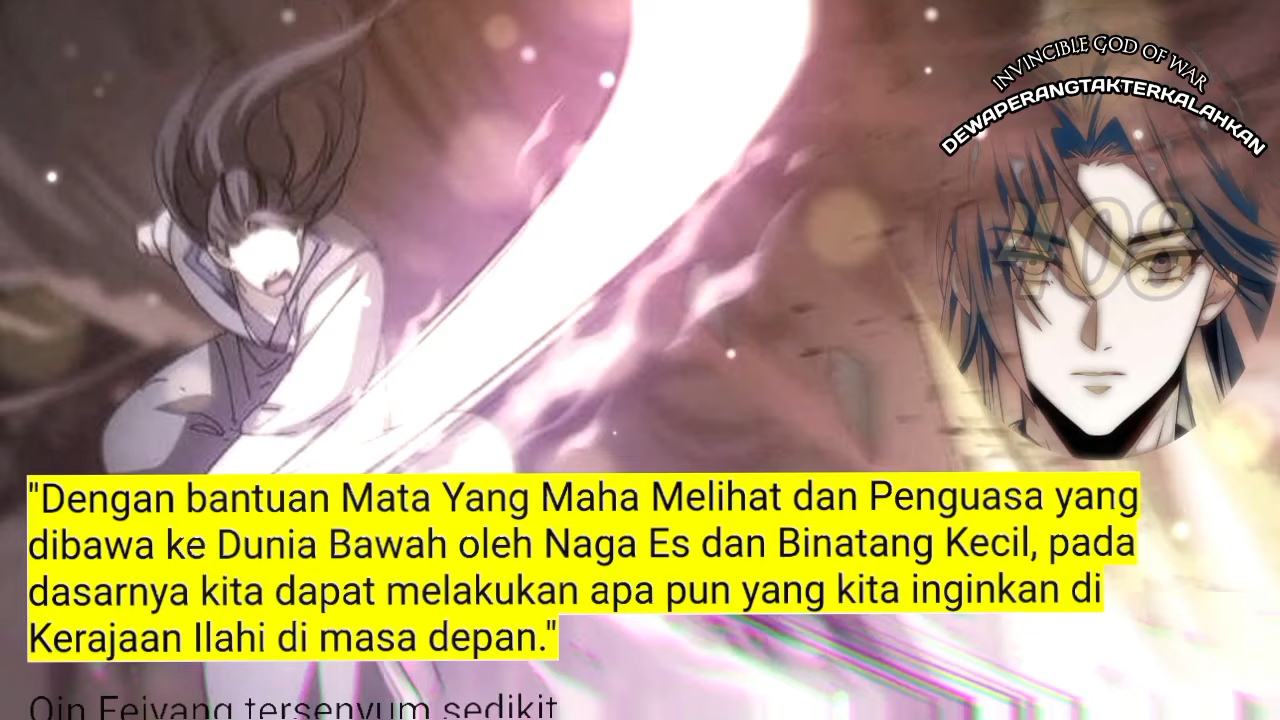 INVINCIBLE GOD OF WAR
DEWAPERANGTAKTERKALAHKAN
"Dengan bantuan Mata Yang Maha Melihat dan Penguasa yang
dibawa ke Dunia Bawah oleh Naga Es dan Binatang Kecil, pada
dasarnya kita dapat melakukan apa pun yang kita inginkan di
Kerajaan Ilahi di masa depan."
Qin Feiyang tersenyum sedikit